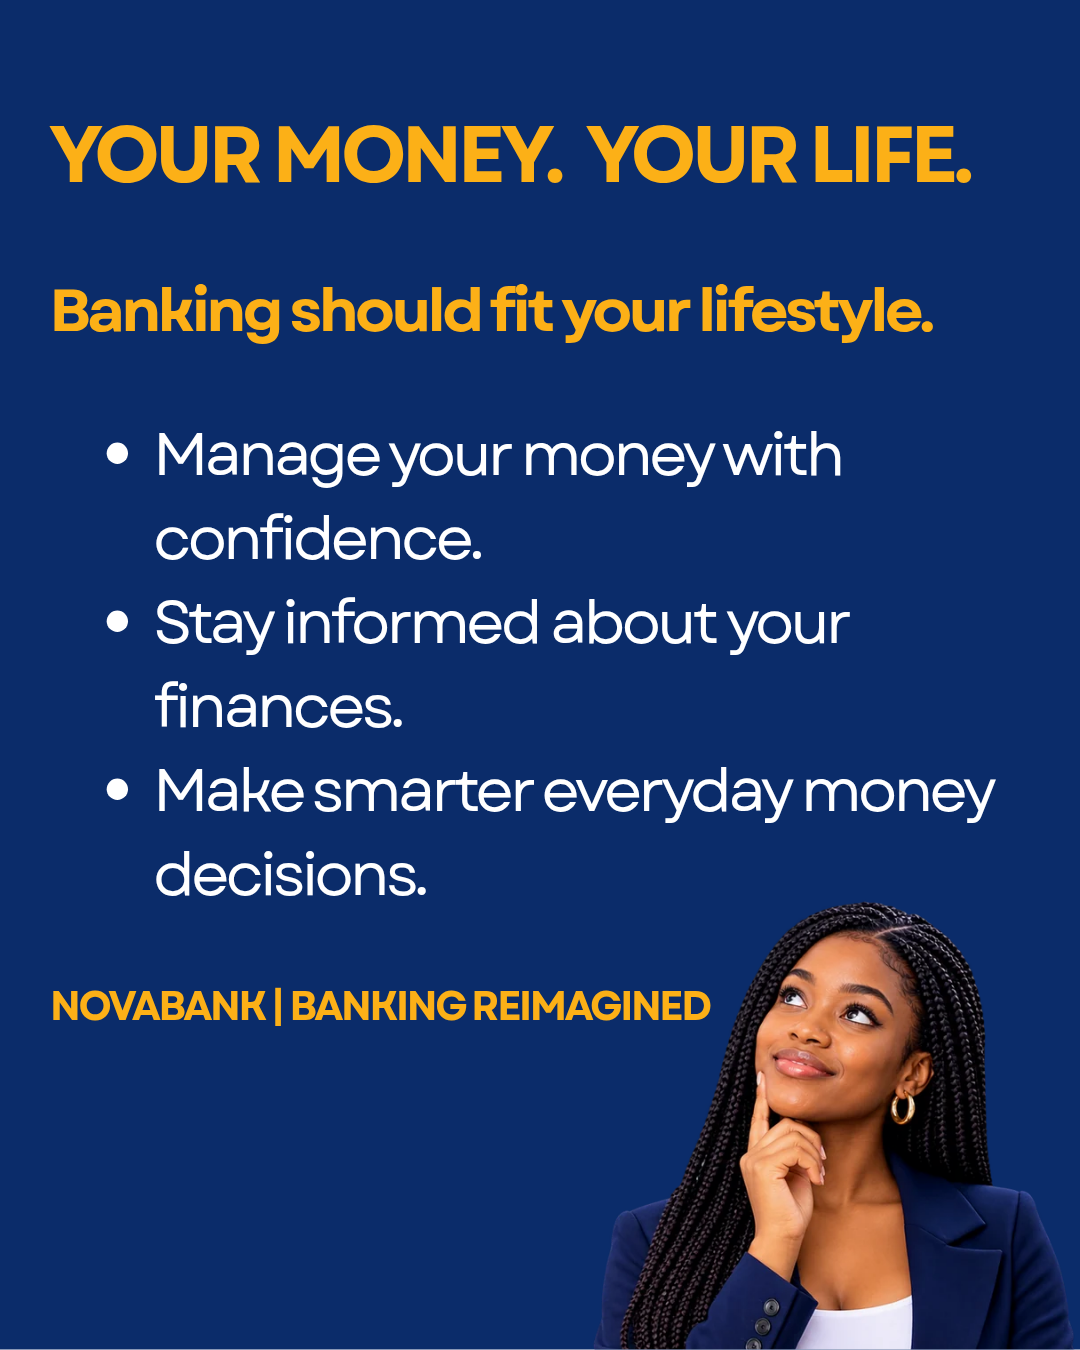 YOUR MONEY. YOUR LIFE.
Banking should fit your lifestyle.
• Manage your money with
confidence.
• Stay informed about your
finances.
• Make smarter everyday money
decisions.
NOVABANK | BANKING REIMAGINED